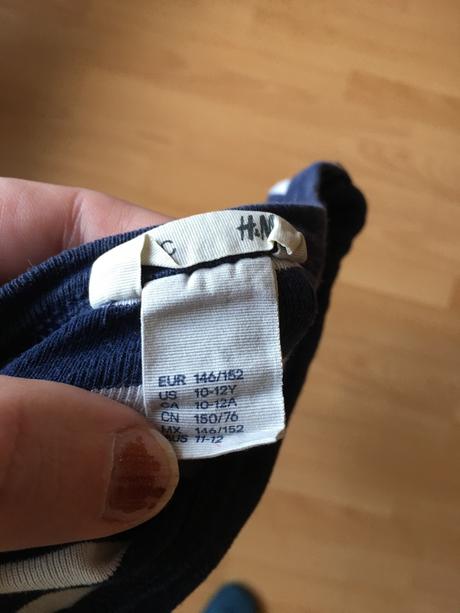 H&M
EUR 146/152
US 10-12Y
CA 10-12A
CN 150/76
MX 146/152
AUS 11-12